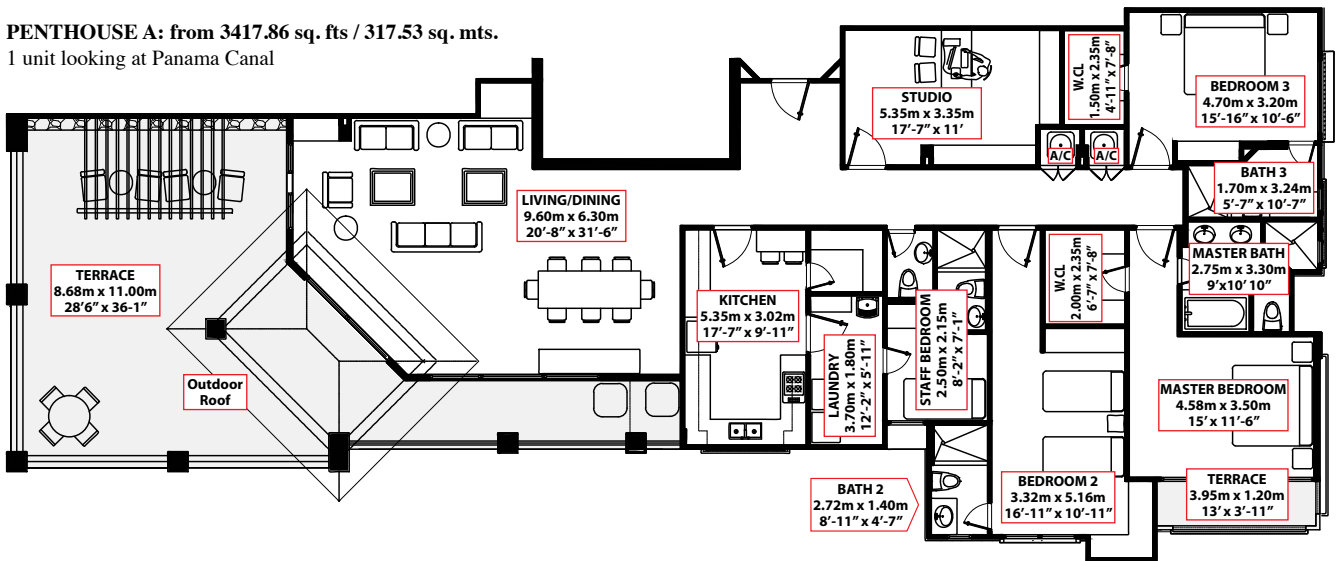 PENTHOUSE A: from 3417.86 sq. fts / 317.53 sq. mts.
1 unit looking at Panama Canal
STUDIO
5.35m x 3.35m
17'-7” x 11'
W.CL
1.50m x 2.35m
4'-11” x 7'-8”
BEDROOM 3
4.70m x 3.20m
15'-16” x 10'-6”
A/C
A/C
BATH 3
1.70m x 3.24m
5'-7” x 10'-7”
LIVING/DINING
9.60m x 6.30m
20'-8” x 31'-6”
TERRACE
8.68m x 11.00m
28'6” x 36-1”
Outdoor
Roof
KITCHEN
5.35m x 3.02m
17'-7” x 9'-11”
LAUNDRY
3.70m x 1.80m
12'-2” x 5'-11”
STAFF BEDROOM
2.50m x 2.15m
8'-2” x 7'-1”
W.CL
2.00m x 2.35m
6'-7” x 7'-8”
MASTER BATH
2.75m x 3.30m
9'x10' 10”
MASTER BEDROOM
4.58m x 3.50m
15' x 11'-6”
BATH 2
2.72m x 1.40m
8'-11” x 4'-7”
BEDROOM 2
3.32m x 5.16m
16'-11” x 10'-11”
TERRACE
3.95m x 1.20m
13' x 3'-11”